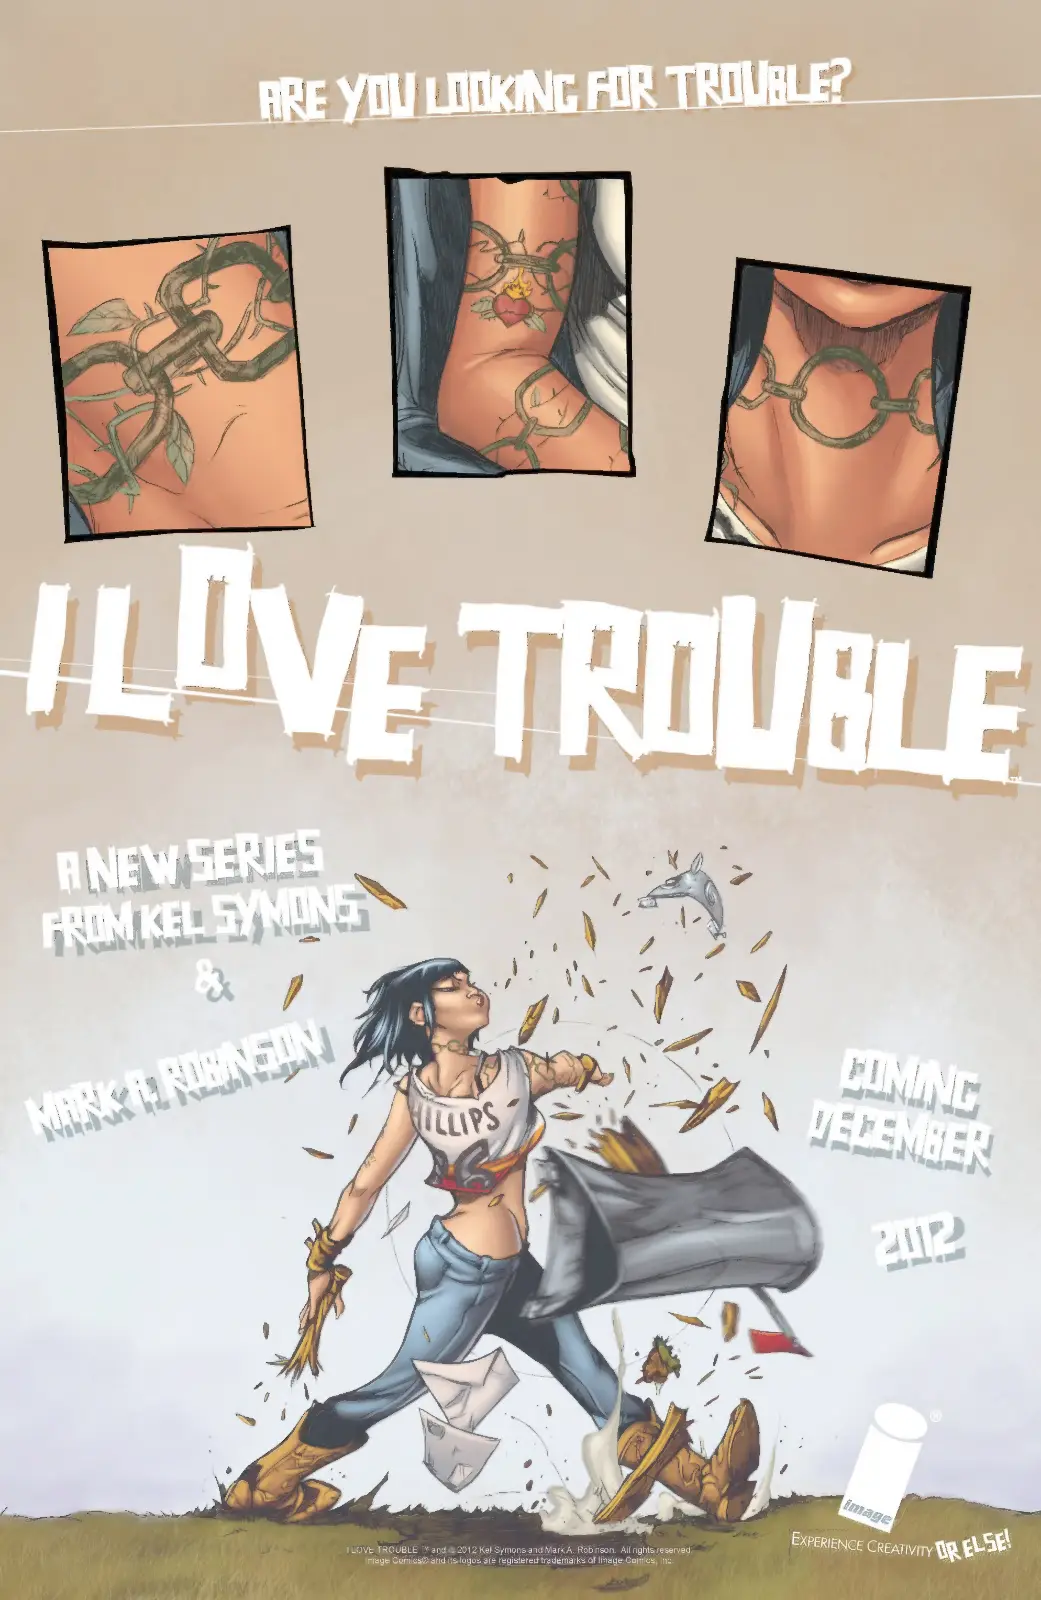 ARE YOU LOOKING FOR TROUBLE?
I LOVE TROUBLE™
A NEW SERIES
FROM KEL SYMONS
&
MARK A. ROBINSON
COMING
DECEMBER
2012
HILLIPS
image®
EXPERIENCE CREATIVITY OR ELSE!
I LOVE TROUBLE ™ and © 2012 Kel Symons and Mark A. Robinson. All rights reserved.
Image Comics® and its logos are registered trademarks of Image Comics, Inc.